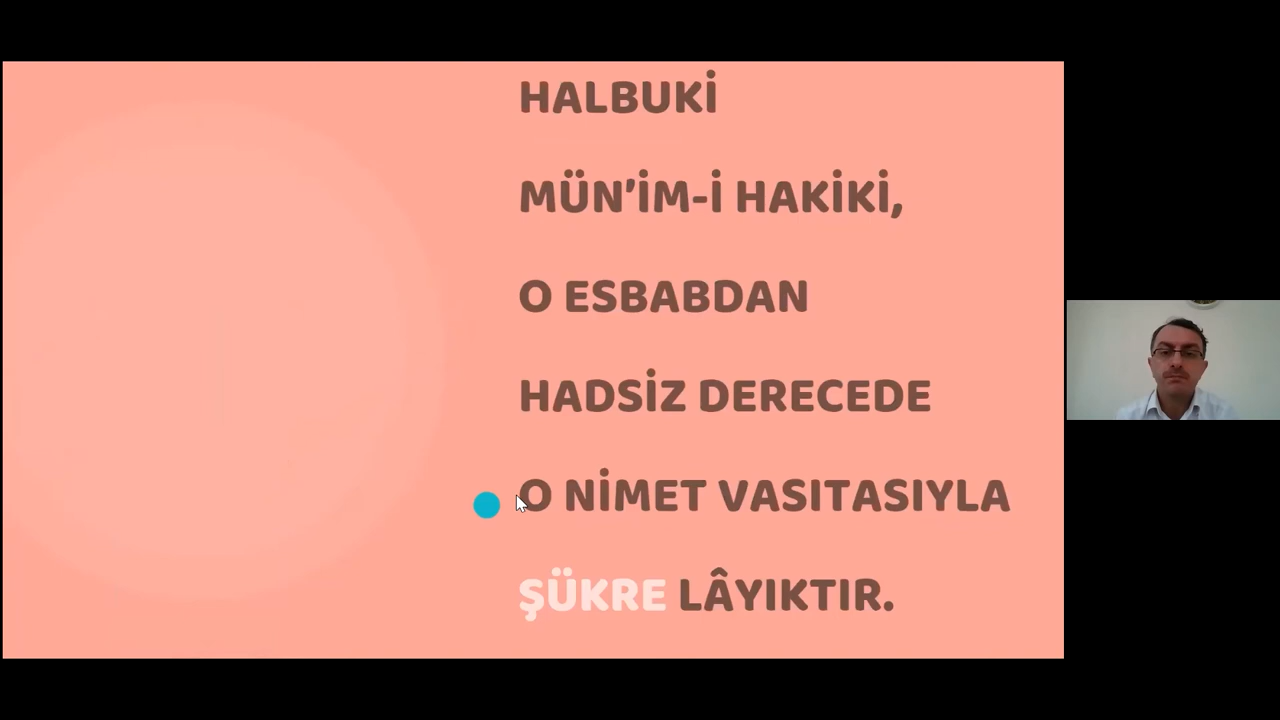 HALBUKİ
MÜN'İM-İ HAKİKİ,
O ESBABDAN
HADSİZ DERECEDE
O NİMET VASITASIYLA
ŞÜKRE LÂYIKTIR.